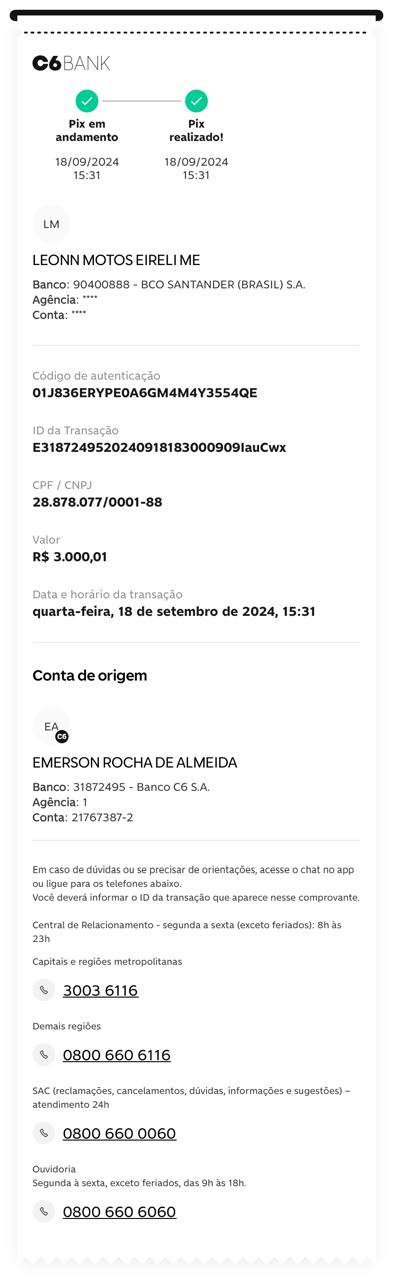 C6BANK
Pix em andamento
Pix realizado!
18/09/2024 15:31
18/09/2024 15:31
LM
LEONN MOTOS EIRELI ME
Banco: 90400888 - BCO SANTANDER (BRASIL) S.A.
Agência: ****
Conta: ****
Código de autenticação
01J836ERYPE0A6GM4M4Y3554QE
ID da Transação
E31872495202409181830009091auCwx
CPF / CNPJ
28.878.077/0001-88
Valor
R$ 3.000,01
Data e horário da transação
quarta-feira, 18 de setembro de 2024, 15:31
Conta de origem
EA
C6
EMERSON ROCHA DE ALMEIDA
Banco: 31872495 - Banco C6 S.A.
Agência: 1
Conta: 21767387-2
Em caso de dúvidas ou se precisar de orientações, acesse o chat no app
ou ligue para os telefones abaixo.
Você deverá informar o ID da transação que aparece nesse comprovante.
Central de Relacionamento - segunda a sexta (exceto feriados): 8h às
23h
Capitais e regiões metropolitanas
3003 6116
Demais regiões
0800 660 6116
SAC (reclamações, cancelamentos, dúvidas, informações e sugestões) –
atendimento 24h
0800 660 0060
Ouvidoria
Segunda à sexta, exceto feriados, das 9h às 18h.
0800 660 6060